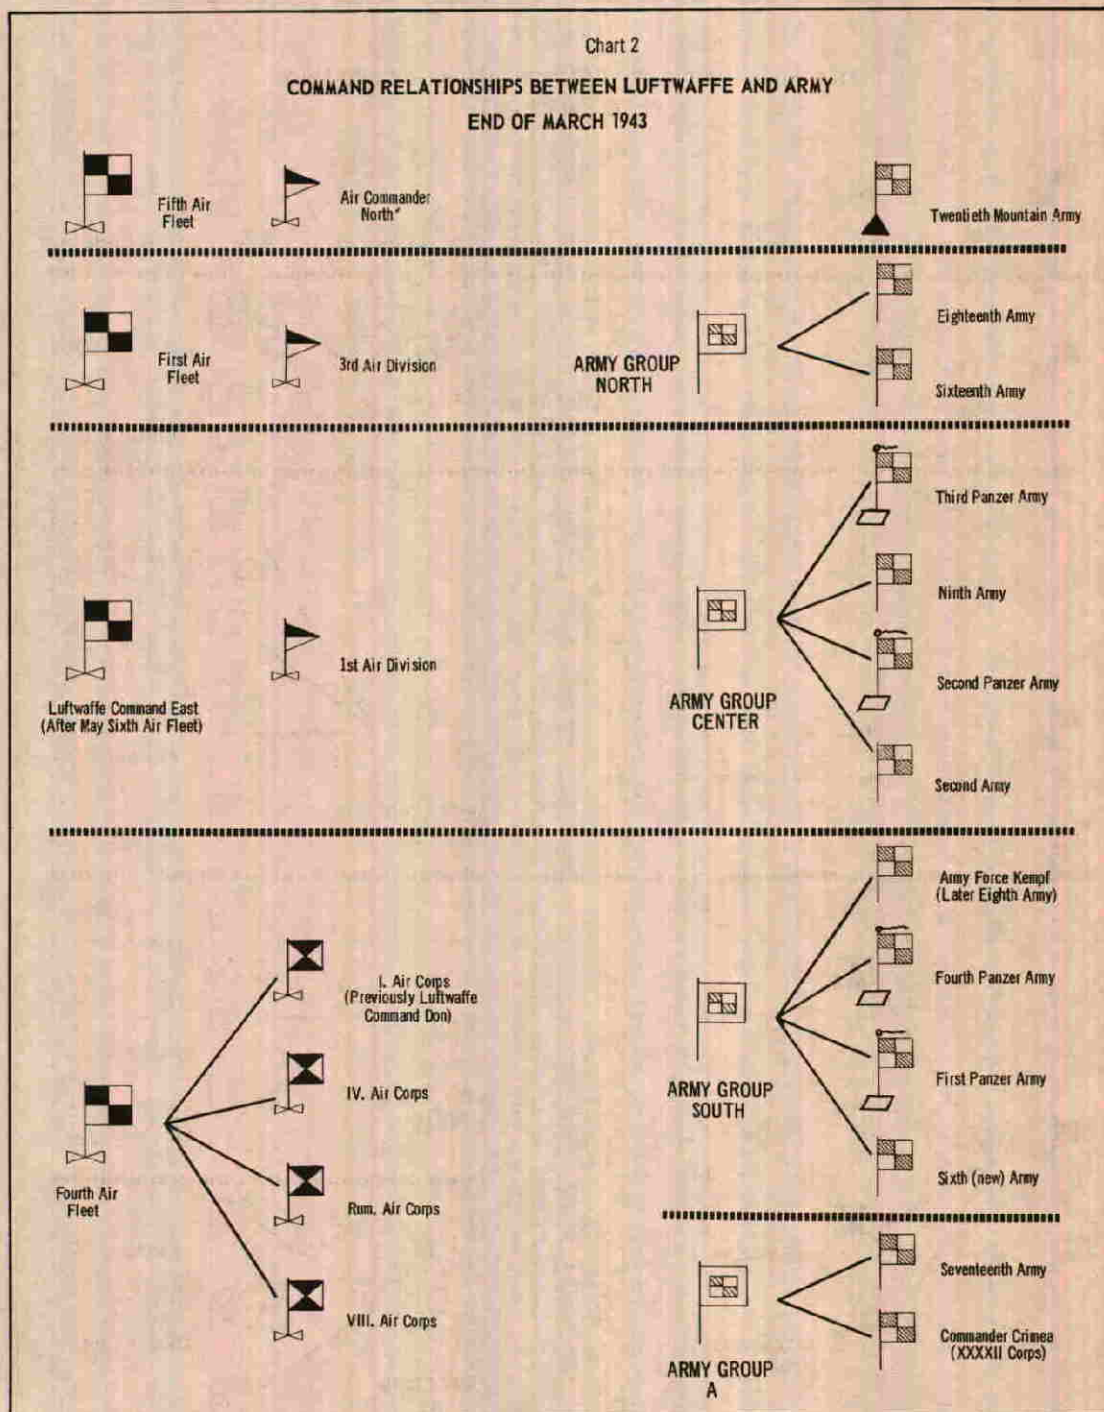 Chart 2
COMMAND RELATIONSHIPS BETWEEN LUFTWAFFE AND ARMY
END OF MARCH 1943
Fifth Air
Fleet
Air Commander
North*
Twentieth Mountain Army
First Air
Fleet
3rd Air Division
ARMY GROUP
NORTH
Eighteenth Army
Sixteenth Army
Luftwaffe Command East
(After May Sixth Air Fleet)
1st Air Division
ARMY GROUP
CENTER
Third Panzer Army
Ninth Army
Second Panzer Army
Second Army
Fourth Air
Fleet
I. Air Corps
(Previously Luftwaffe
Command Don)
IV. Air Corps
Rum. Air Corps
VIII. Air Corps
ARMY GROUP
SOUTH
Army Force Kempf
(Later Eighth Army)
Fourth Panzer Army
First Panzer Army
Sixth (new) Army
ARMY GROUP
A
Seventeenth Army
Commander Crimea
(XXXXII Corps)